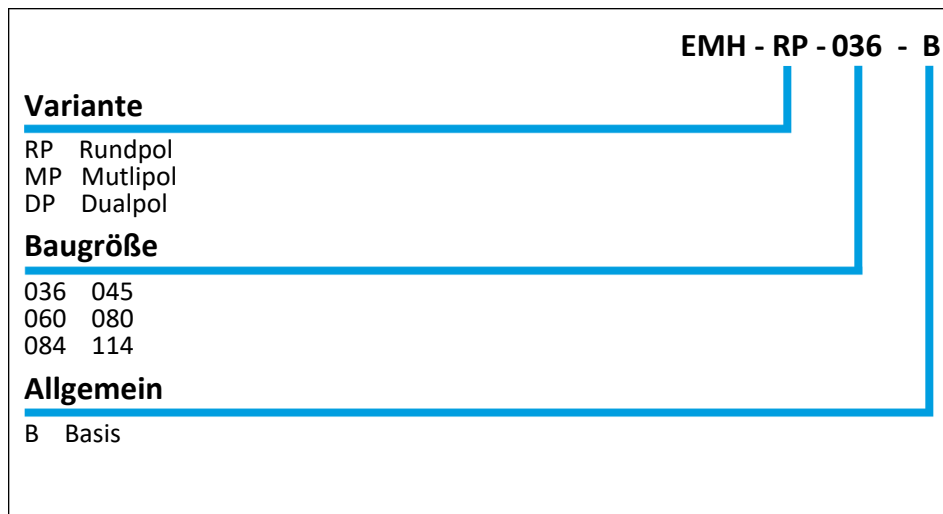 EMH - RP - 036 - B
Variante
RP Rundpol
MP Mutlipol
DP Dualpol
Baugröße
036 045
060 080
084 114
Allgemein
B Basis